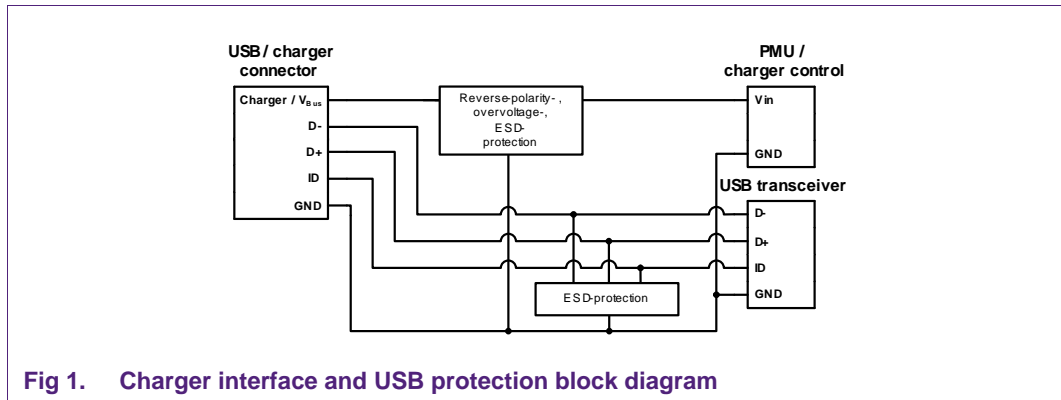 USB / charger
connector
PMU /
charger control
Charger / VBus
D-
D+
ID
GND
Reverse-polarity- ,
overvoltage-,
ESD-
protection
Vin
GND
USB transceiver
D-
D+
ID
GND
ESD-protection
Fig 1. Charger interface and USB protection block diagram